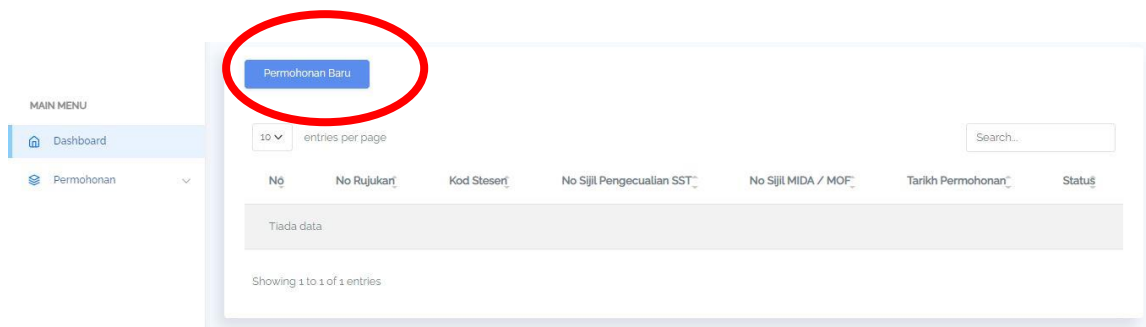 Permohonan Baru
MAIN MENU
Dashboard
Permohonan
10 entries per page
Search...
No No Rujukan Kod Stesen No Sijil Pengecualian SST No Sijil MIDA / MOF Tarikh Permohonan Status
Tiada data
Showing 1 to 1 of 1 entries